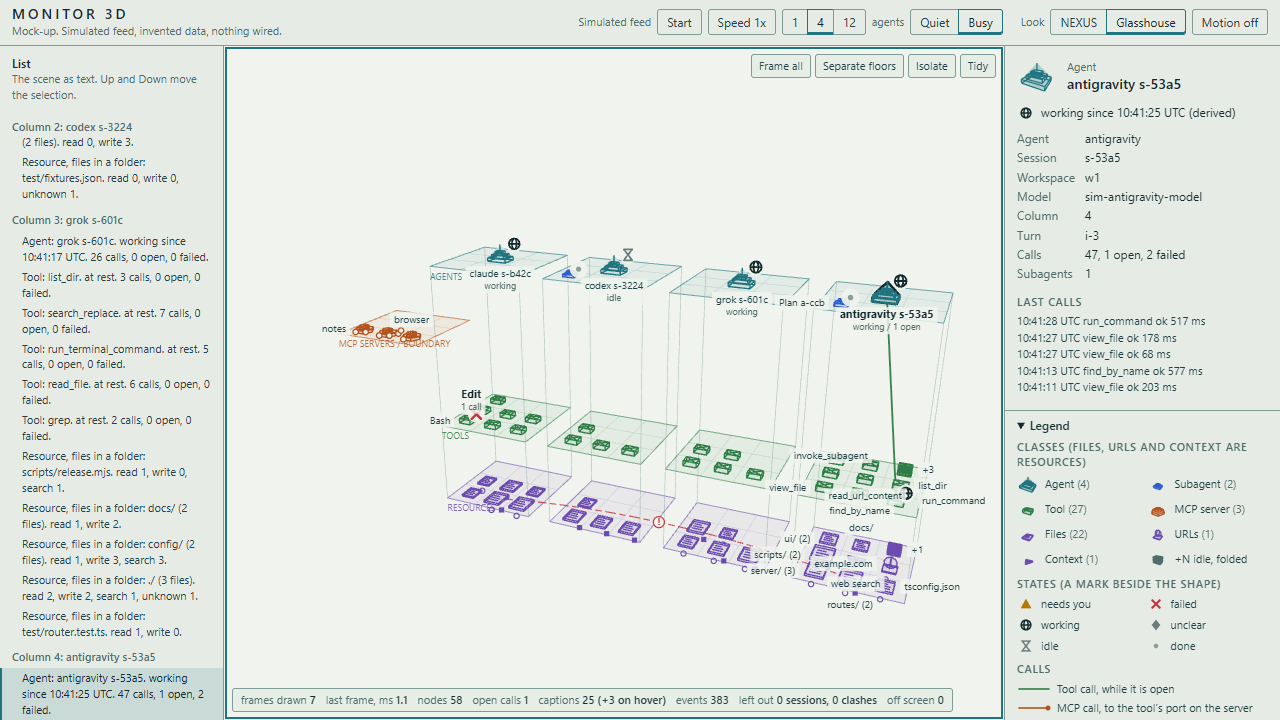 MONITOR 3D
Mock-up. Simulated feed, invented data, nothing wired.
Simulated feed
Start
Speed 1x
1
4
12
agents
Quiet
Busy
Look
NEXUS
Glasshouse
Motion off
List
The scene as text. Up and Down move
the selection.
Column 2: codex s-3224
(2 files). read 0, write 3.
Resource, files in a folder:
test/fixtures.json. read 0, write 0,
unknown 1.
Column 3: grok s-601c
Agent: grok s-601c. working since
10:41:17 UTC. 26 calls, 0 open, 0 failed.
Tool: list_dir. at rest. 3 calls, 0 open, 0
failed.
Tool: search_replace. at rest. 7 calls, 0
open, 0 failed.
Tool: run_terminal_command. at rest. 5
calls, 0 open, 0 failed.
Tool: read_file. at rest. 6 calls, 0 open, 0
failed.
Tool: grep. at rest. 2 calls, 0 open, 0
failed.
Resource, files in a folder:
scripts/release.mjs. read 1, write 0,
search 1.
Resource, files in a folder: docs/ (2
files). read 1, write 2.
Resource, files in a folder: config/ (2
files). read 1, write 3, search 3.
Resource, files in a folder: ./ (3 files).
read 2, write 2, search 1, unknown 1.
Resource, files in a folder:
test/router.test.ts. read 1, write 0.
Column 4: antigravity s-53a5
Agent: antigravity s-53a5. working
since 10:41:25 UTC. 47 calls, 1 open, 2
failed.
Frame all
Separate floors
Isolate
Tidy
AGENTS
claude s-b42c
working
codex s-3224
idle
grok s-601c
working
Plan a-ccb
antigravity s-53a5
working / 1 open
notes
browser
MCP SERVERS / BOUNDARY
Edit
1 call
Bash
TOOLS
invoke_subagent
+3
view_file
list_dir
read_url_content
run_command
find_by_name
docs/
ui/ (2)
+1
scripts/ (2)
example.com
server/ (3)
web search
tsconfig.json
routes/ (2)
frames drawn 7
last frame, ms 1.1
nodes 58
open calls 1
captions 25 (+3 on hover)
events 383
left out 0 sessions, 0 clashes
off screen 0
Agent
antigravity s-53a5
working since 10:41:25 UTC (derived)
Agent antigravity
Session s-53a5
Workspace w1
Model sim-antigravity-model
Column 4
Turn i-3
Calls 47, 1 open, 2 failed
Subagents 1
LAST CALLS
10:41:28 UTC run_command ok 517 ms
10:41:27 UTC view_file ok 178 ms
10:41:27 UTC view_file ok 68 ms
10:41:13 UTC find_by_name ok 577 ms
10:41:11 UTC view_file ok 203 ms
▼ Legend
CLASSES (FILES, URLS AND CONTEXT ARE
RESOURCES)
Agent (4)
Subagent (2)
Tool (27)
MCP server (3)
Files (22)
URLs (1)
Context (1)
+N idle, folded
STATES (A MARK BESIDE THE SHAPE)
needs you
failed
working
unclear
idle
done
CALLS
Tool call, while it is open
MCP call, to the tool's port on the server